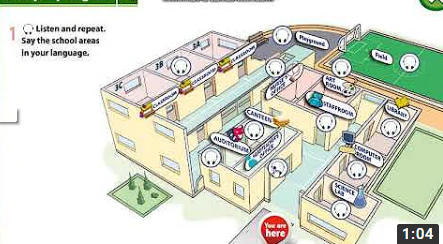 1 Listen and repeat.
Say the school areas
in your language.
3A
3B
3C
CLASSROOM
CLASSROOM
CLASSROOM
Playground
Field
ART
ROOM
STAFFROOM
LIBRARY
CANTEEN
AUDITORIUM
COMPUTER
ROOM
SCIENCE
LAB
You are
here
1:04